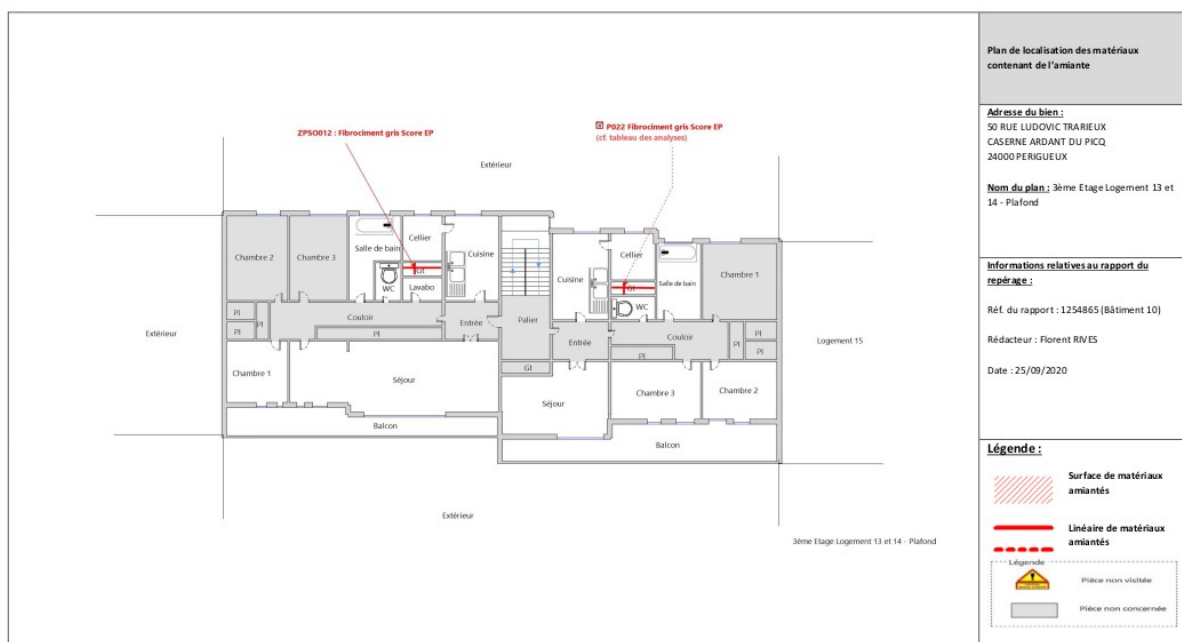 Plan de localisation des matériaux
contenant de l'amiante
Adresse du bien :
50 RUE LUDOVIC TRARIEUX
CASERNE ARDANT DU PICQ
24000 PERIGUEUX
Nom du plan : 3ème Etage Logement 13 et
14 - Plafond
Informations relatives au rapport du
repérage :
Réf. du rapport : 1254865 (Bâtiment 10)
Rédacteur : Florent RIVES
Date : 25/09/2020
Légende :
Surface de matériaux
amiantés
Linéaire de matériaux
amiantés
Légende
Pièce non visitée
Pièce non concernée
ZPSO012 : Fibrociment gris Score EP
P022 Fibrociment gris Score EP
(cf. tableau des analyses)
Extérieur
Extérieur
Extérieur
Logement 15
Chambre 2
Chambre 3
Salle de bain
Cellier
Gt
WC
Lavabo
Cuisine
Pl
Pl
Pl
Couloir
Pl
Entrée
Palier
Chambre 1
Séjour
Balcon
Cuisine
Cellier
Gt
WC
Salle de bain
Chambre 1
Entrée
Couloir
Pl
Pl
Pl
Pl
Gt
Séjour
Chambre 3
Chambre 2
Balcon
3ème Etage Logement 13 et 14 - Plafond